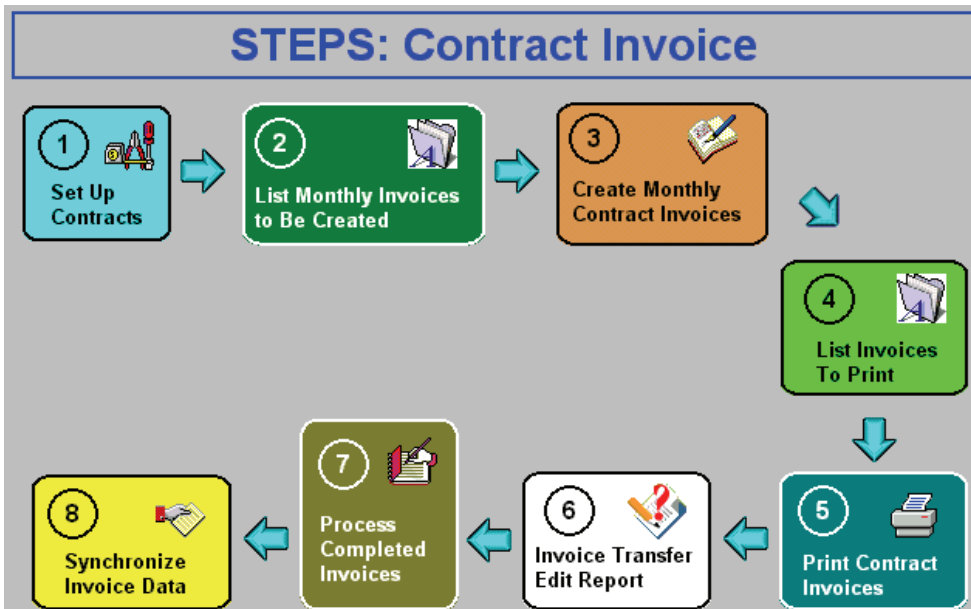 STEPS: Contract Invoice
1
Set Up
Contracts
2
List Monthly Invoices
to Be Created
3
Create Monthly
Contract Invoices
4
List Invoices
To Print
5
Print Contract
Invoices
6
Invoice Transfer
Edit Report
7
Process
Completed
Invoices
8
Synchronize
Invoice Data